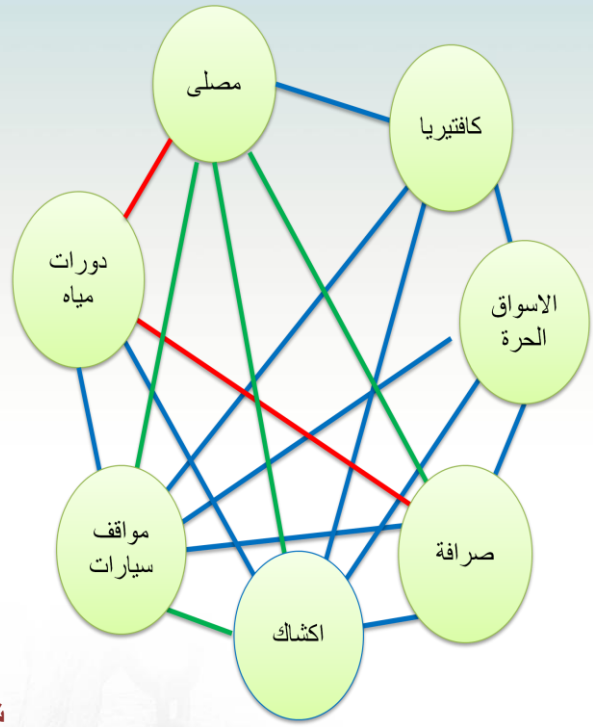 مصلى
كافتيريا
دورات
مياه
الاسواق
الحرة
مواقف
سيارات
صرافة
اكشاك